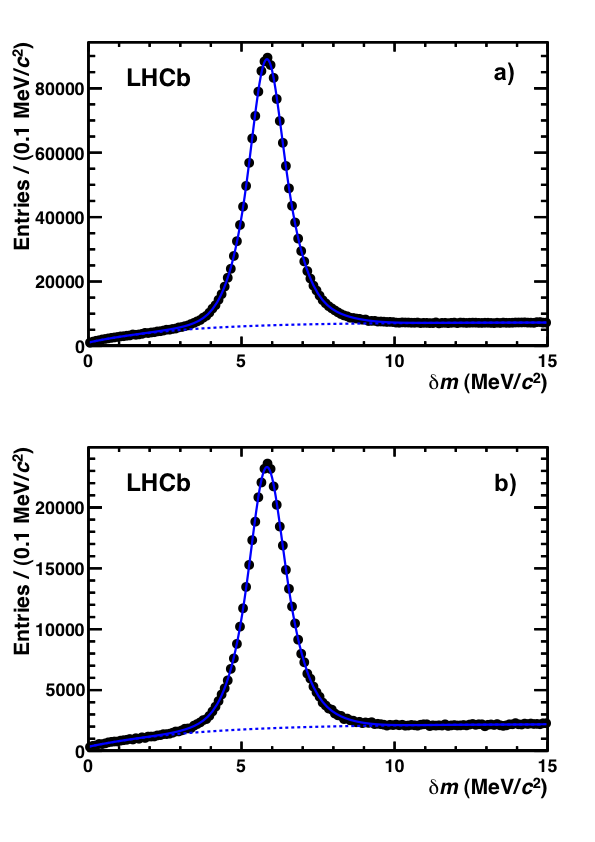 LHCb
a)
Entries / (0.1 MeV/c²)
80000
60000
40000
20000
0
0 5 10 15
δm (MeV/c²)
LHCb
b)
Entries / (0.1 MeV/c²)
20000
15000
10000
5000
0
0 5 10 15
δm (MeV/c²)